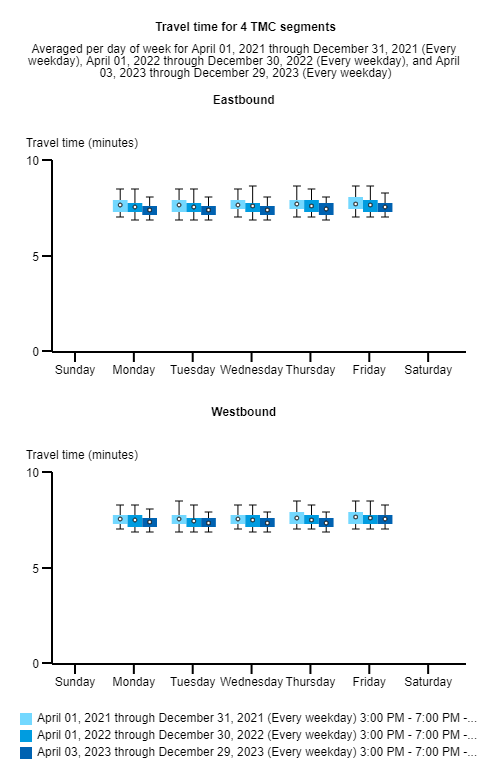 Travel time for 4 TMC segments
Averaged per day of week for April 01, 2021 through December 31, 2021 (Every
weekday), April 01, 2022 through December 30, 2022 (Every weekday), and April
03, 2023 through December 29, 2023 (Every weekday)
Eastbound
Travel time (minutes)
10
5
0
Sunday Monday Tuesday Wednesday Thursday Friday Saturday
Westbound
Travel time (minutes)
10
5
0
Sunday Monday Tuesday Wednesday Thursday Friday Saturday
April 01, 2021 through December 31, 2021 (Every weekday) 3:00 PM - 7:00 PM -...
April 01, 2022 through December 30, 2022 (Every weekday) 3:00 PM - 7:00 PM -...
April 03, 2023 through December 29, 2023 (Every weekday) 3:00 PM - 7:00 PM -...